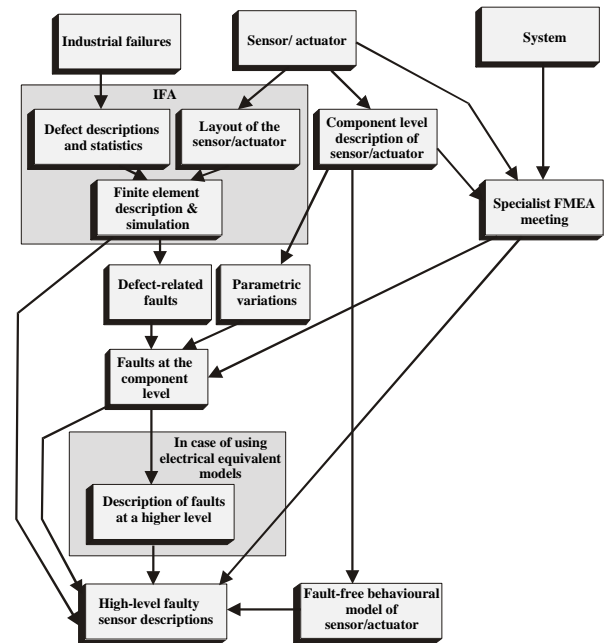 Industrial failures
Sensor/ actuator
System
IFA
Defect descriptions
and statistics
Layout of the
sensor/actuator
Component level
description of
sensor/actuator
Finite element
description &
simulation
Specialist FMEA
meeting
Defect-related
faults
Parametric
variations
Faults at the
component
level
In case of using
electrical equivalent
models
Description of faults
at a higher level
High-level faulty
sensor descriptions
Fault-free behavioural
model of
sensor/actuator